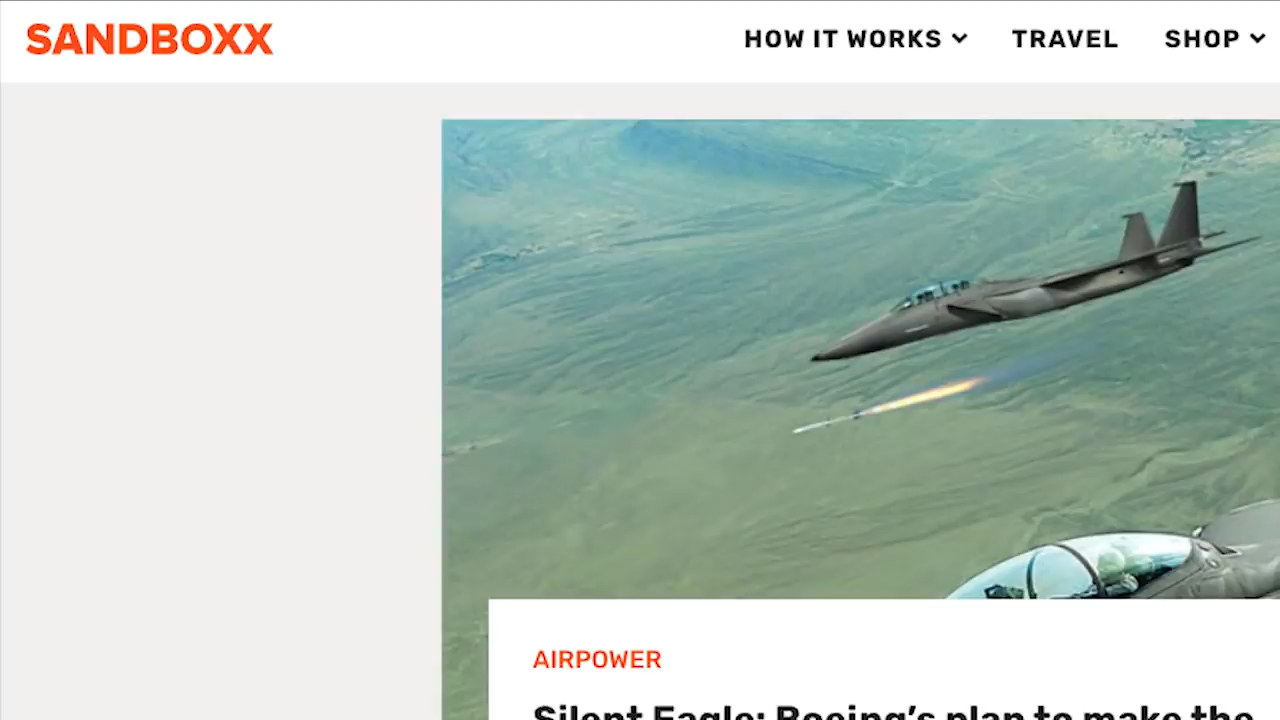 SANDBOXX
HOW IT WORKS
TRAVEL
SHOP
AIRPOWER
Silent Eagle: Boeing's plan to make the